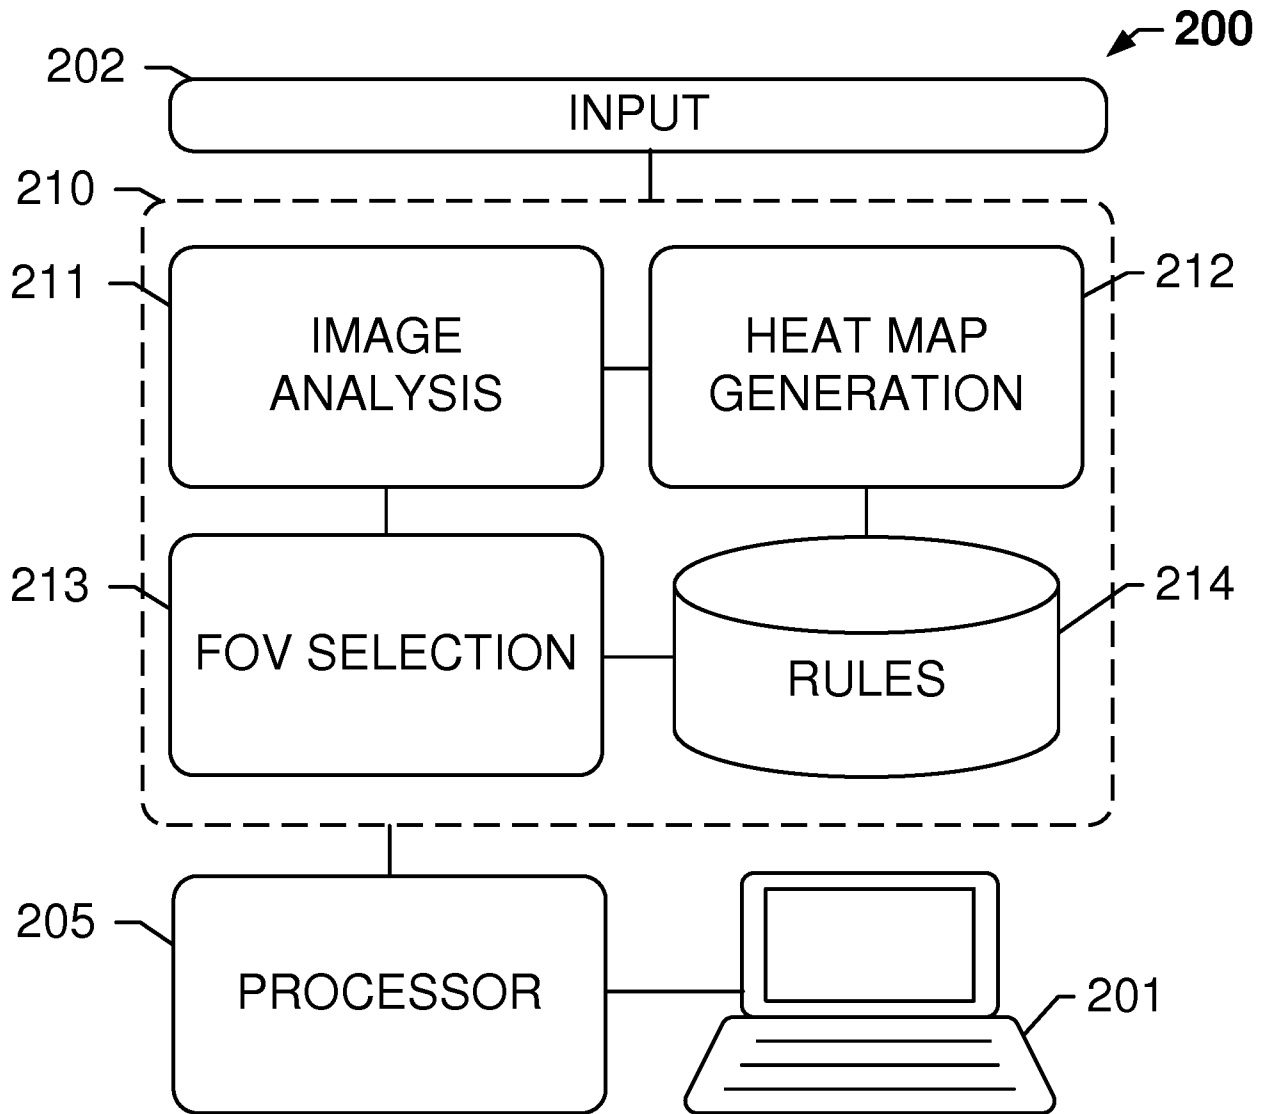 200
202
INPUT
210
211
212
IMAGE
ANALYSIS
HEAT MAP
GENERATION
213
214
FOV SELECTION
RULES
205
PROCESSOR
201